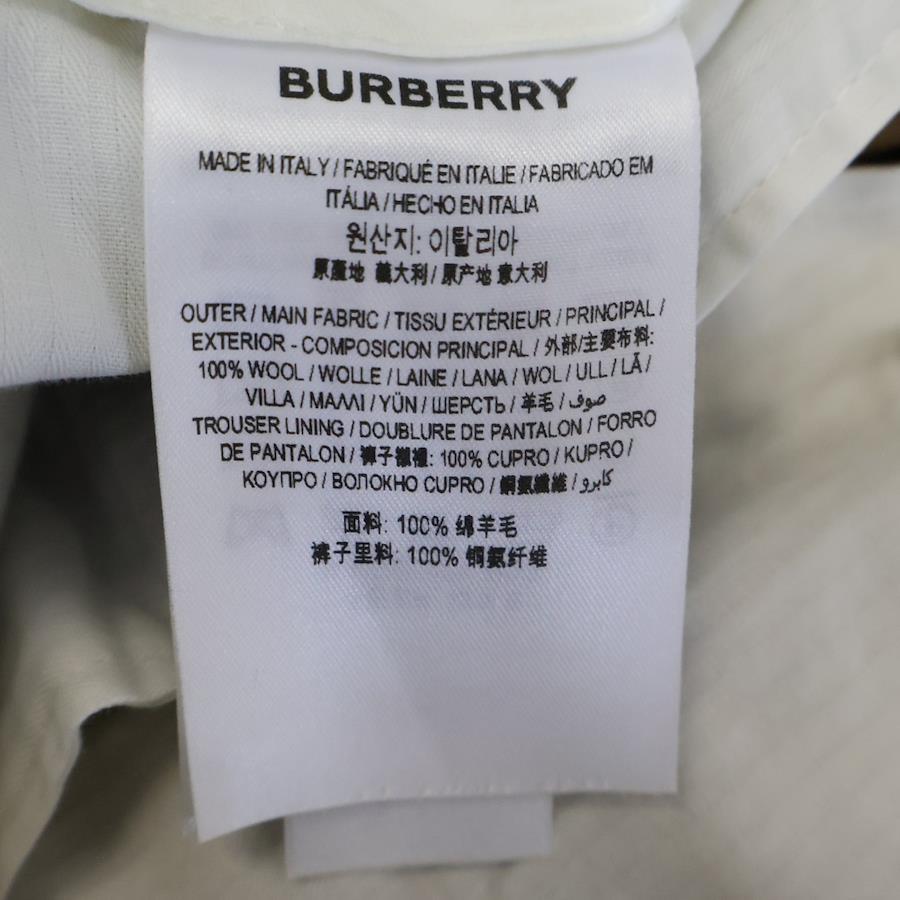 BURBERRY
MADE IN ITALY / FABRIQUÉ EN ITALIE / FABRICADO EM
ITÁLIA / HECHO EN ITALIA
원산지: 이탈리아
原產地 義大利 / 原产地 意大利
OUTER / MAIN FABRIC / TISSU EXTÉRIEUR / PRINCIPAL /
EXTERIOR - COMPOSICION PRINCIPAL / 外部/主要布料:
100% WOOL / WOLLE / LAINE / LANA / WOL / ULL / LÃ /
VILLA / ΜΑΛΛΙ / YÜN / ШЕРСТЬ / 羊毛 / صوف /
TROUSER LINING / DOUBLURE DE PANTALON / FORRO
DE PANTALON / 褲子襯裡: 100% CUPRO / KUPRO /
ΚΟΥΠΡΟ / ВОЛОКНО CUPRO / 銅氨纖維 / كابرو
面料: 100% 绵羊毛
裤子里料: 100% 铜氨纤维